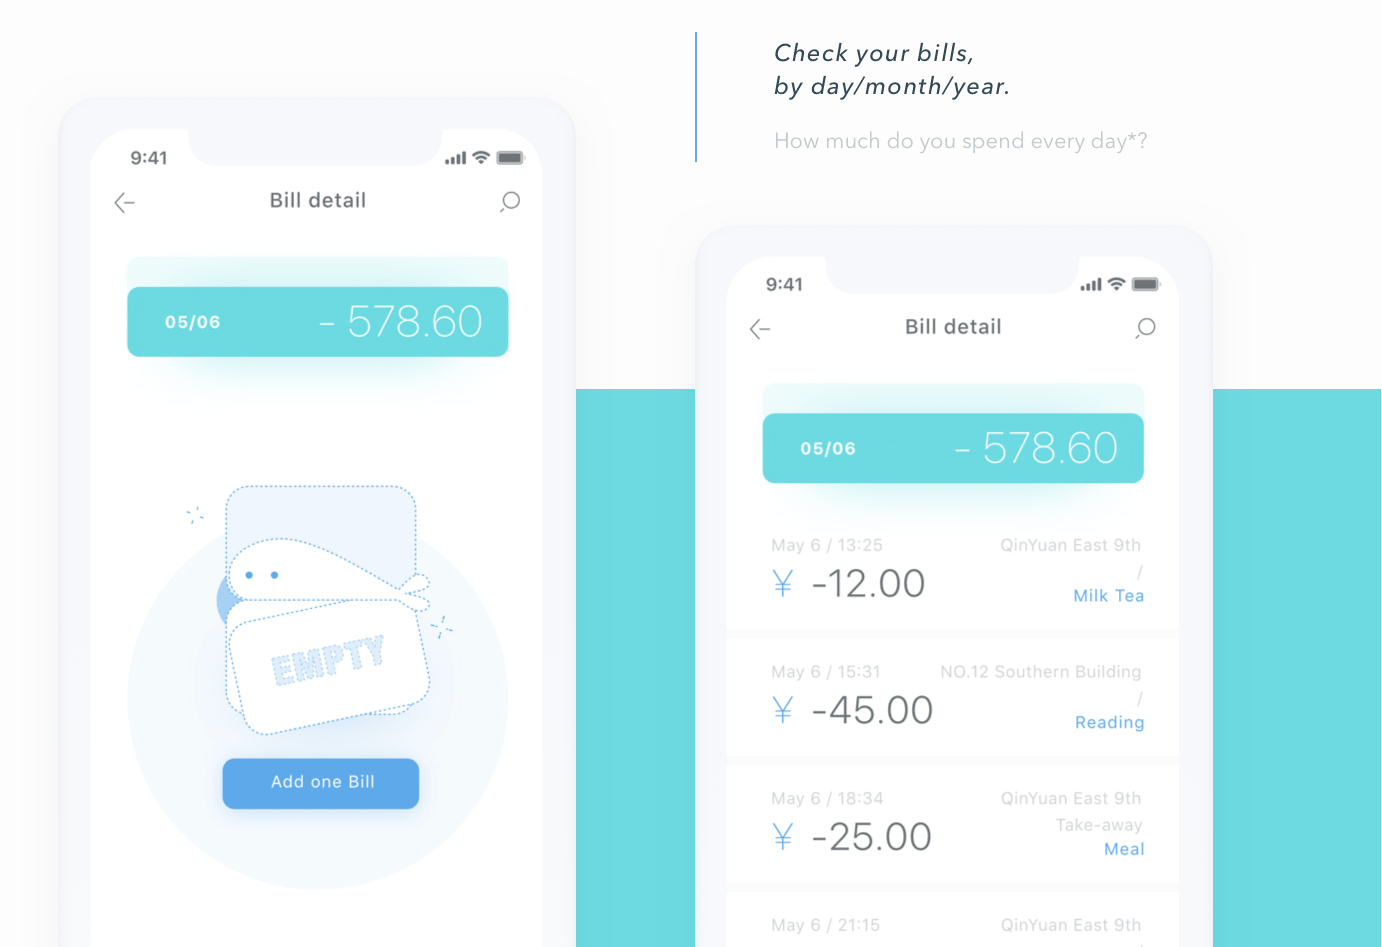 Check your bills,
by day/month/year.
How much do you spend every day*?
9:41
Bill detail
05/06 – 578.60
EMPTY
Add one Bill
9:41
Bill detail
05/06 – 578.60
May 6 / 13:25 QinYuan East 9th
¥ -12.00 /
Milk Tea
May 6 / 15:31 NO.12 Southern Building
¥ -45.00 /
Reading
May 6 / 18:34 QinYuan East 9th
¥ -25.00 Take-away
Meal
May 6 / 21:15 QinYuan East 9th